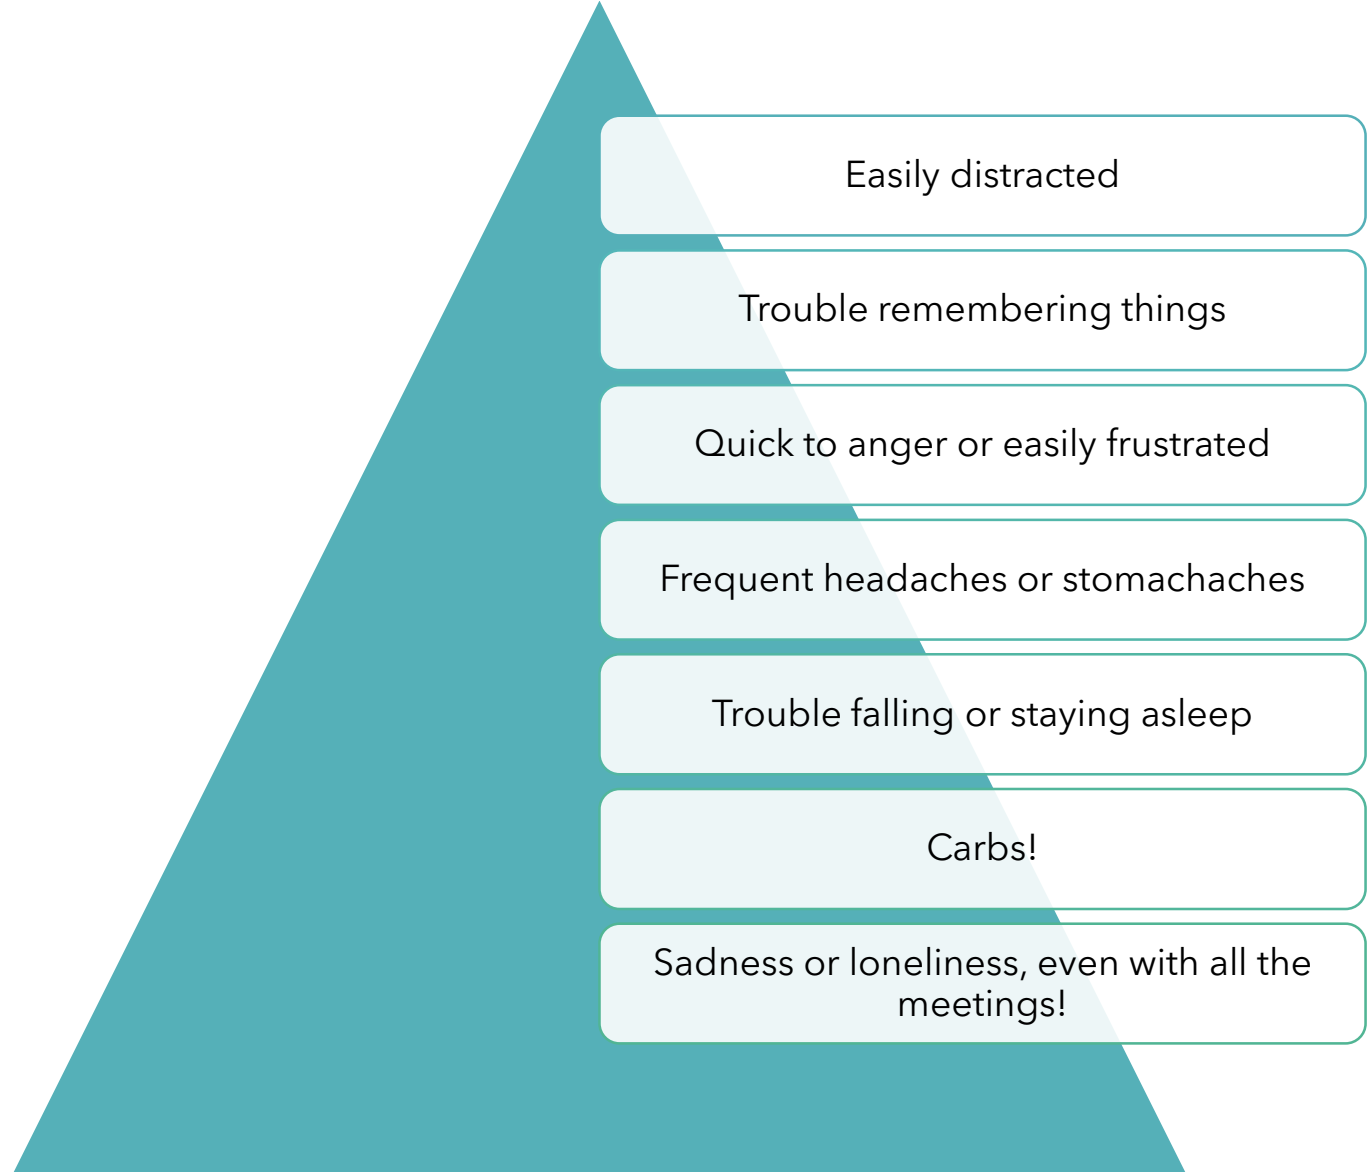 Easily distracted
Trouble remembering things
Quick to anger or easily frustrated
Frequent headaches or stomachaches
Trouble falling or staying asleep
Carbs!
Sadness or loneliness, even with all the
meetings!